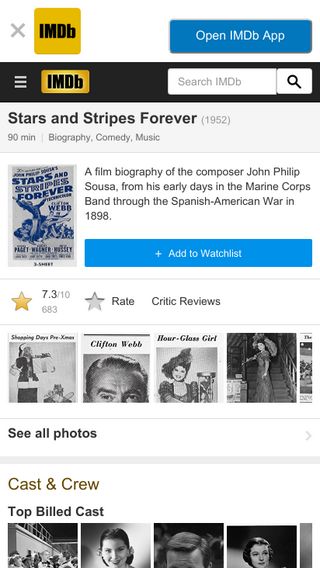 IMDb
Open IMDb App
IMDb
Search IMDb
Stars and Stripes Forever (1952)
90 min | Biography, Comedy, Music
JOHN PHILIP SOUSA'S
STARS AND
STRIPES
FOREVER
TECHNICOLOR
CLIFTON
WEBB
PAGET WAGNER HUSSEY
3-SHEET
A film biography of the composer John Philip
Sousa, from his early days in the Marine Corps
Band through the Spanish-American War in
1898.
+ Add to Watchlist
7.3/10
683
Rate
Critic Reviews
Shopping Days Pre-Xmas
Clifton Webb
Hour-Glass Girl
See all photos
Cast & Crew
Top Billed Cast